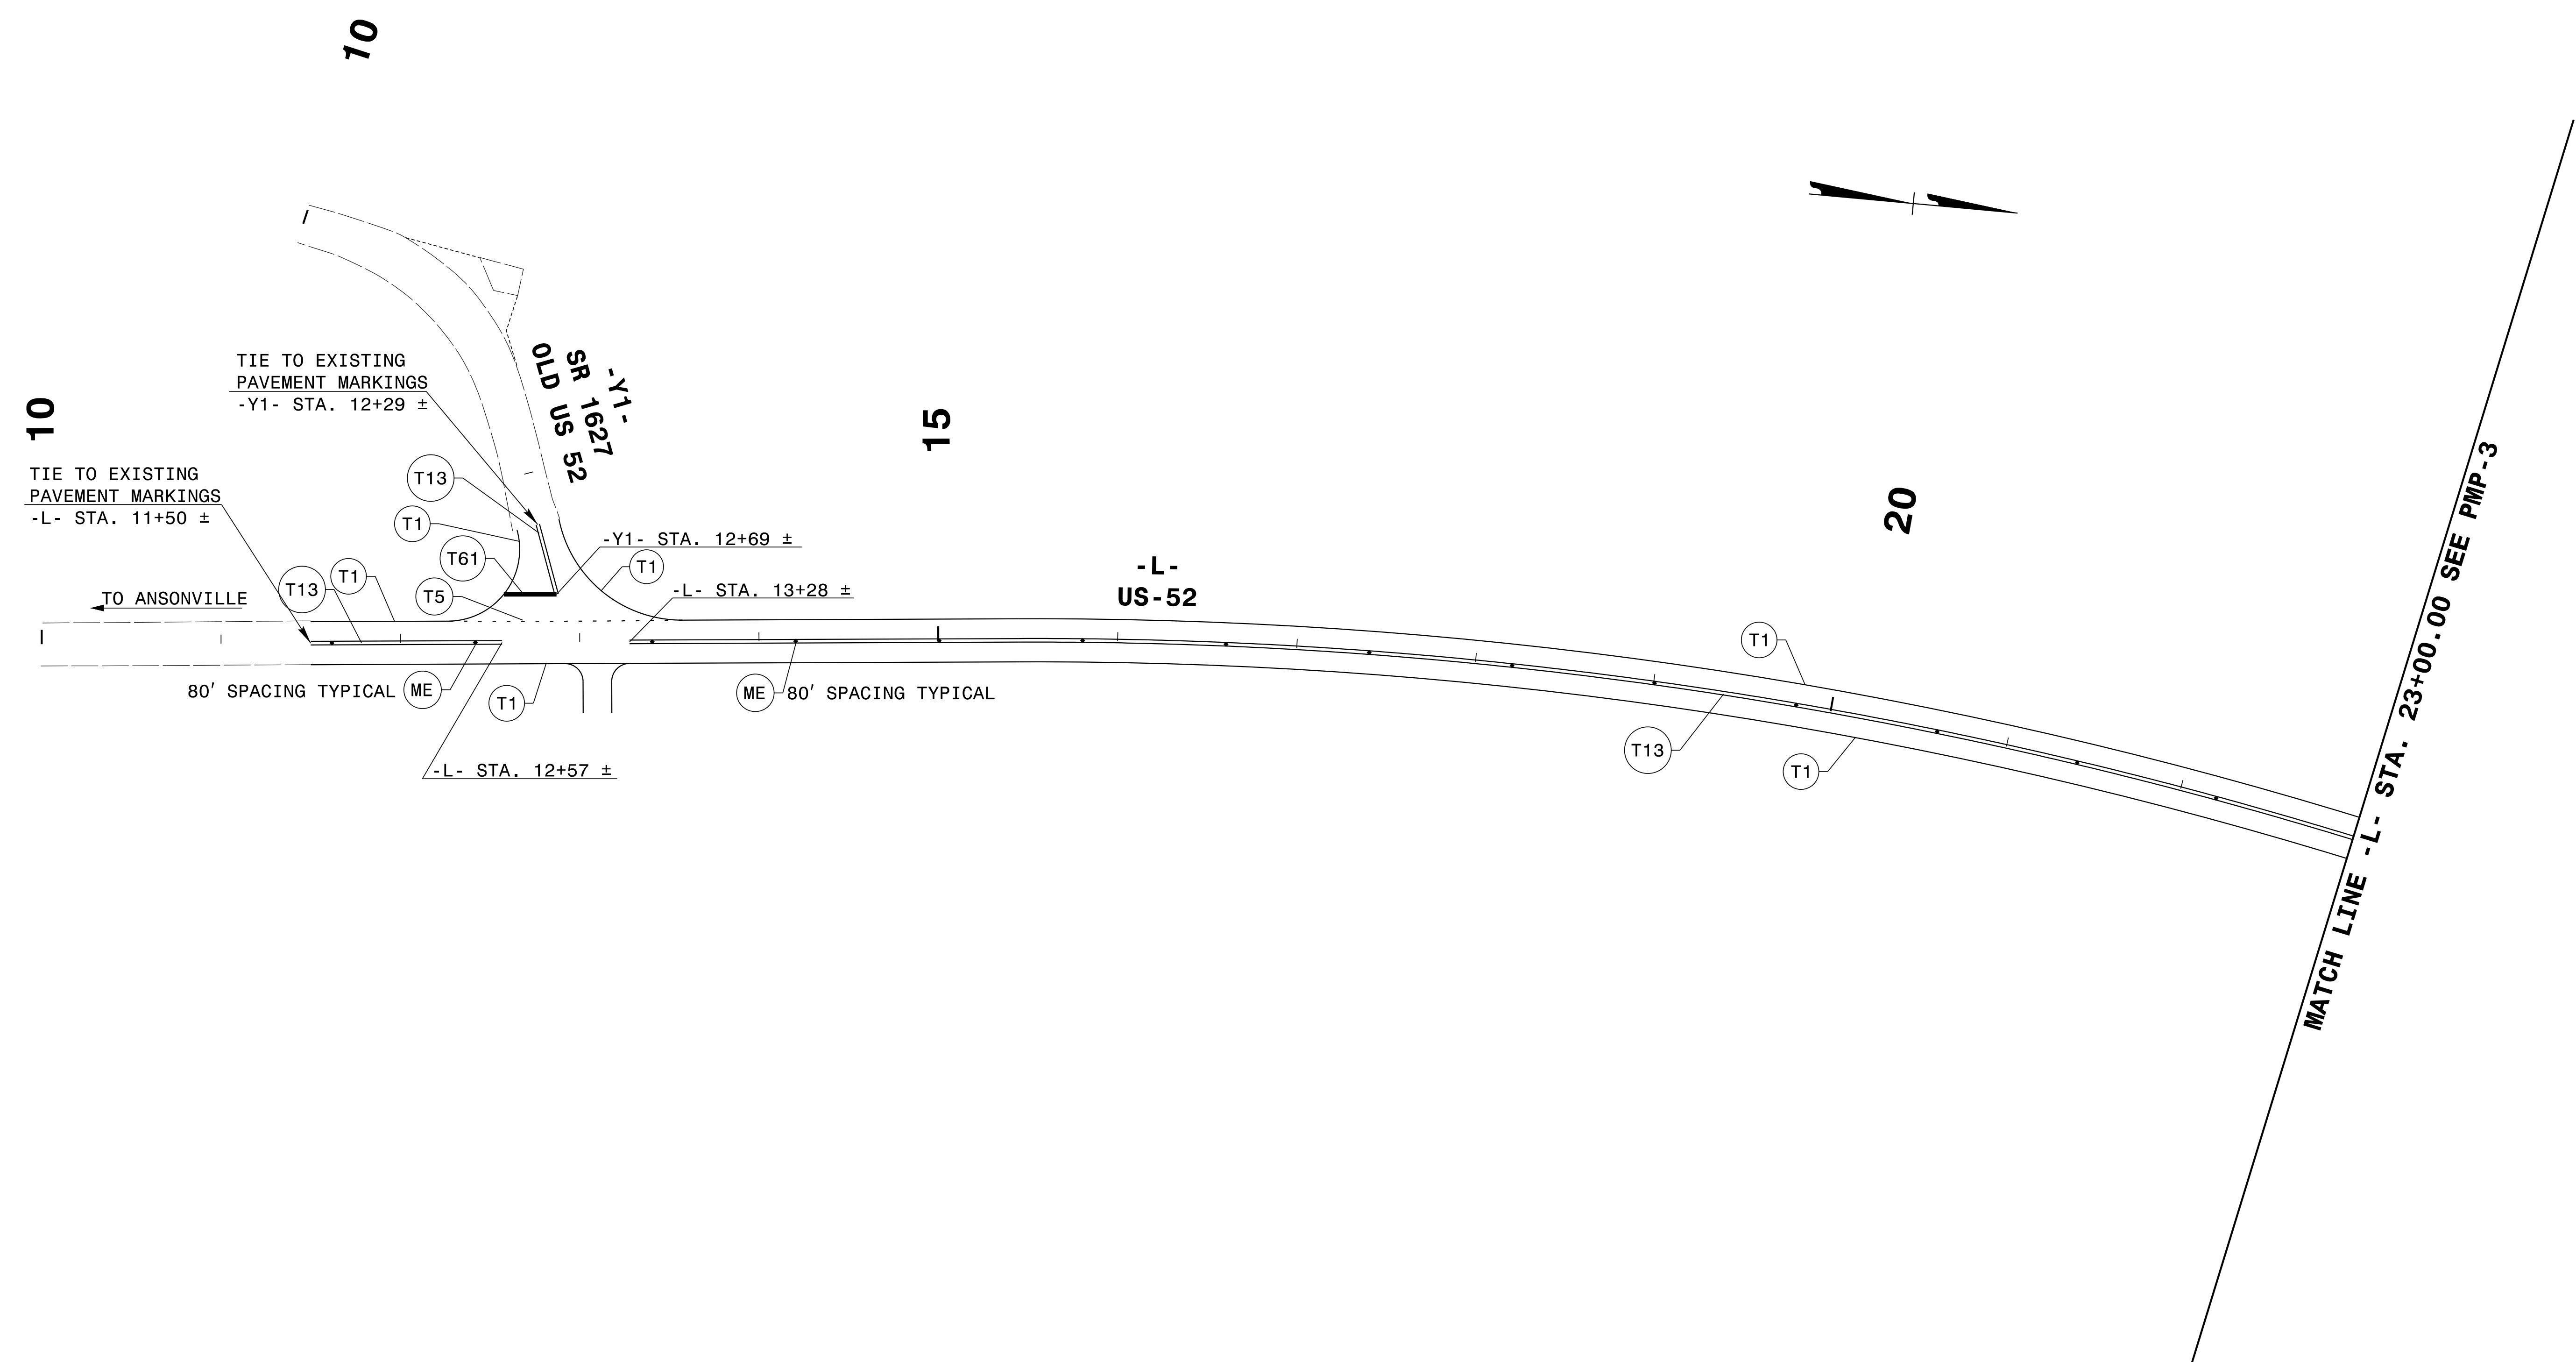 10
TIE TO EXISTING
PAVEMENT MARKINGS
-Y1- STA. 12+29 ±
-Y1-
SR 1627
OLD US 52
10
15
TIE TO EXISTING
PAVEMENT MARKINGS
-L- STA. 11+50 ±
T13
T1
T61
T5
-Y1- STA. 12+69 ±
T1
-L- STA. 13+28 ±
T13
T1
TO ANSONVILLE
-L-
US-52
20
T1
80' SPACING TYPICAL
ME
T1
ME
80' SPACING TYPICAL
-L- STA. 12+57 ±
T13
T1
MATCH LINE -L- STA. 23+00.00 SEE PMP-3